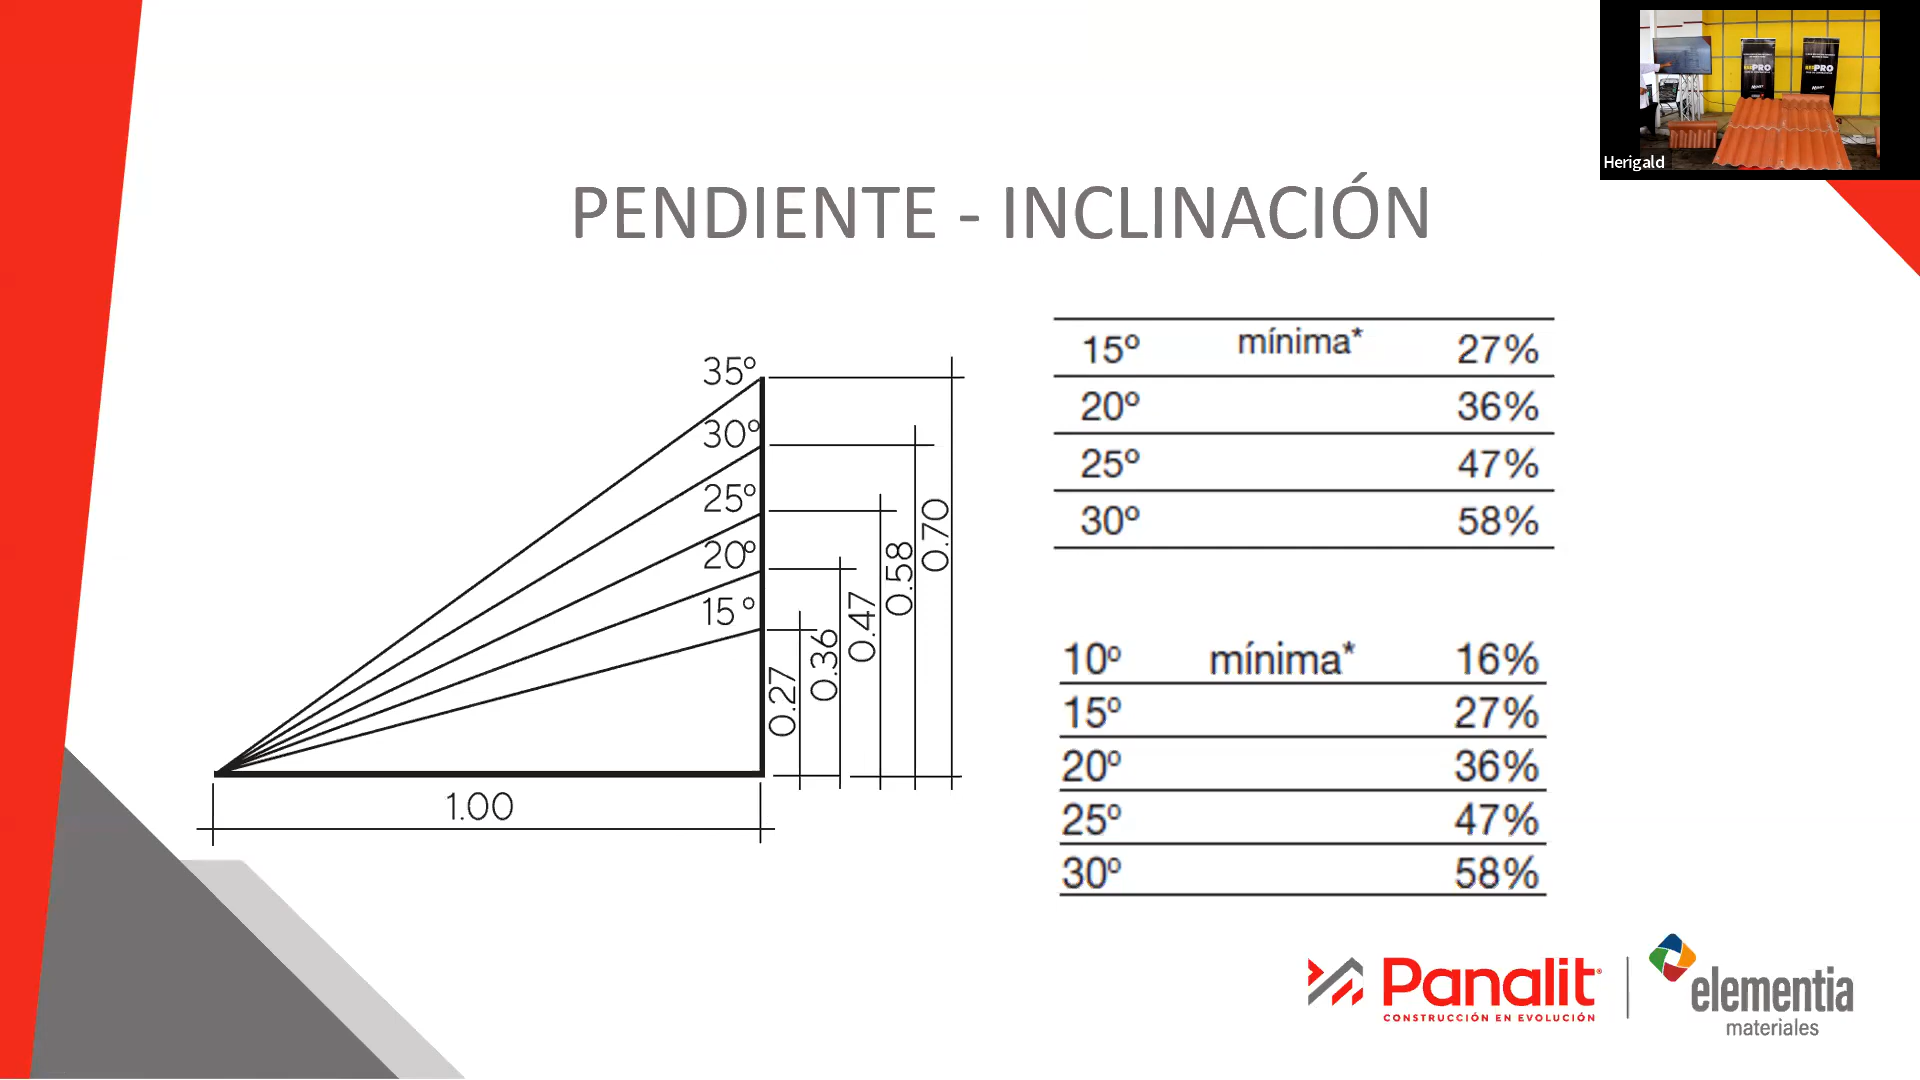 Herigald
PENDIENTE - INCLINACIÓN
35º
30º
25º
20º
15º
0.27
0.36
0.47
0.58
0.70
1.00
15º mínima* 27%
20º 36%
25º 47%
30º 58%
10º mínima* 16%
15º 27%
20º 36%
25º 47%
30º 58%
Panalit
CONSTRUCCIÓN EN EVOLUCIÓN
elementia
materiales